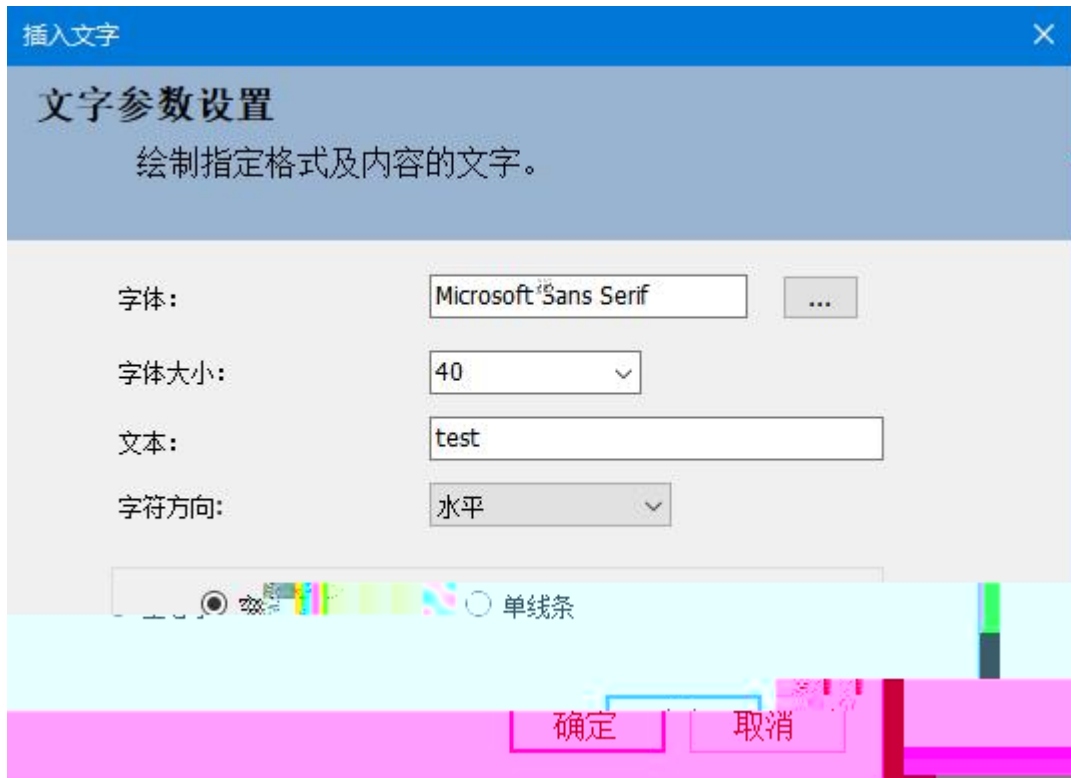 插入文字
文字参数设置
绘制指定格式及内容的文字。
字体: Microsoft Sans Serif ...
字体大小: 40
文本: test
字符方向: 水平
单线条
确定 取消